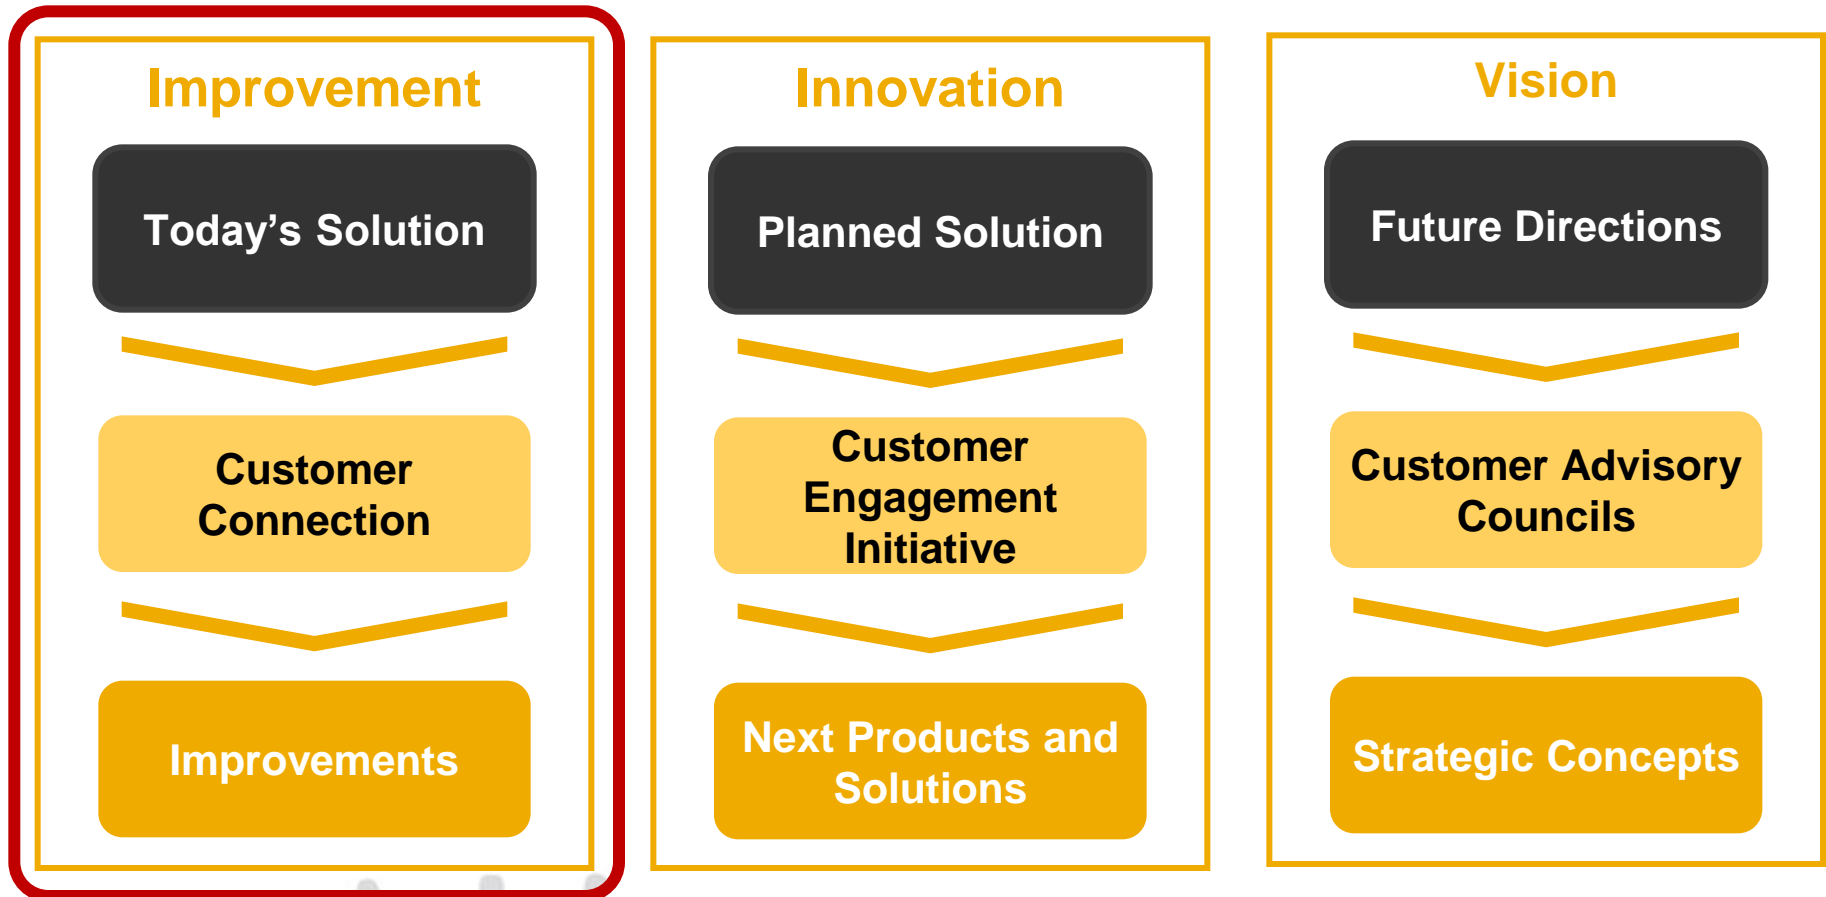 Improvement
Today’s Solution
Customer
Connection
Improvements
Innovation
Planned Solution
Customer
Engagement
Initiative
Next Products and
Solutions
Vision
Future Directions
Customer Advisory
Councils
Strategic Concepts